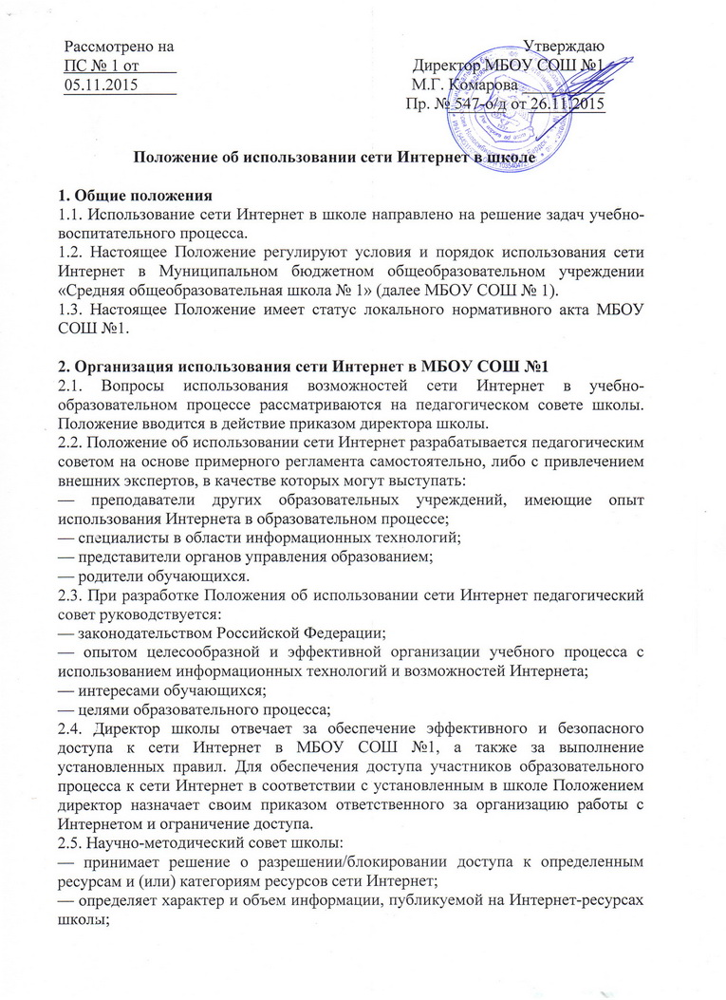 Рассмотрено на
ПС № 1 от
05.11.2015
Утверждаю
Директор МБОУ СОШ №1
М.Г. Комарова
Пр. № 547-о/д от 26.11.2015
Положение об использовании сети Интернет в школе
1. Общие положения
1.1. Использование сети Интернет в школе направлено на решение задач учебно-
воспитательного процесса.
1.2. Настоящее Положение регулируют условия и порядок использования сети
Интернет в Муниципальном бюджетном общеобразовательном учреждении
«Средняя общеобразовательная школа № 1» (далее МБОУ СОШ № 1).
1.3. Настоящее Положение имеет статус локального нормативного акта МБОУ
СОШ №1.
2. Организация использования сети Интернет в МБОУ СОШ №1
2.1. Вопросы использования возможностей сети Интернет в учебно-
образовательном процессе рассматриваются на педагогическом совете школы.
Положение вводится в действие приказом директора школы.
2.2. Положение об использовании сети Интернет разрабатывается педагогическим
советом на основе примерного регламента самостоятельно, либо с привлечением
внешних экспертов, в качестве которых могут выступать:
— преподаватели других образовательных учреждений, имеющие опыт
использования Интернета в образовательном процессе;
— специалисты в области информационных технологий;
— представители органов управления образованием;
— родители обучающихся.
2.3. При разработке Положения об использовании сети Интернет педагогический
совет руководствуется:
— законодательством Российской Федерации;
— опытом целесообразной и эффективной организации учебного процесса с
использованием информационных технологий и возможностей Интернета;
— интересами обучающихся;
— целями образовательного процесса;
2.4. Директор школы отвечает за обеспечение эффективного и безопасного
доступа к сети Интернет в МБОУ СОШ №1, а также за выполнение
установленных правил. Для обеспечения доступа участников образовательного
процесса к сети Интернет в соответствии с установленным в школе Положением
директор назначает своим приказом ответственного за организацию работы с
Интернетом и ограничение доступа.
2.5. Научно-методический совет школы:
— принимает решение о разрешении/блокировании доступа к определенным
ресурсам и (или) категориям ресурсов сети Интернет;
— определяет характер и объем информации, публикуемой на Интернет-ресурсах
школы;